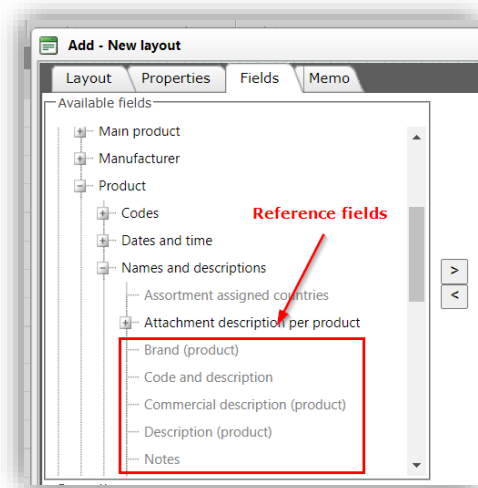 Add - New layout
Layout
Properties
Fields
Memo
Available fields
Main product
Manufacturer
Product
Codes
Reference fields
Dates and time
Names and descriptions
>
<
Assortment assigned countries
Attachment description per product
Brand (product)
Code and description
Commercial description (product)
Description (product)
Notes